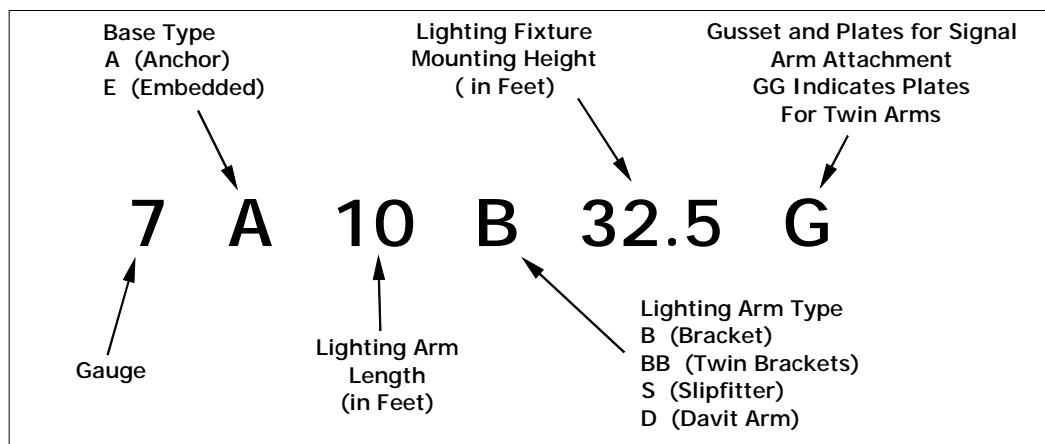 Base Type
A (Anchor)
E (Embedded)
Lighting Fixture
Mounting Height
( in Feet)
Gusset and Plates for Signal
Arm Attachment
GG Indicates Plates
For Twin Arms
7 A 10 B 32.5 G
Gauge
Lighting Arm
Length
(in Feet)
Lighting Arm Type
B (Bracket)
BB (Twin Brackets)
S (Slipfitter)
D (Davit Arm)